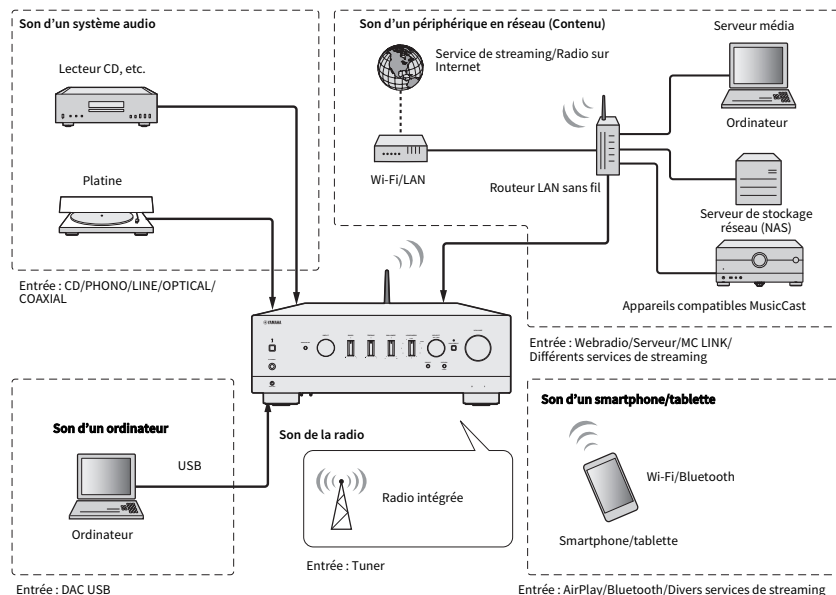 Son d'un système audio
Lecteur CD, etc.
Platine
Entrée : CD/PHONO/LINE/OPTICAL/
COAXIAL
Son d'un périphérique en réseau (Contenu)
Service de streaming/Radio sur
Internet
Wi-Fi/LAN
Routeur LAN sans fil
Serveur média
Ordinateur
Serveur de stockage
réseau (NAS)
Appareils compatibles MusicCast
Entrée : Webradio/Serveur/MC LINK/
Différents services de streaming
YAMAHA
Son d'un ordinateur
USB
Ordinateur
Entrée : DAC USB
Son de la radio
Radio intégrée
Entrée : Tuner
Son d'un smartphone/tablette
Wi-Fi/Bluetooth
Smartphone/tablette
Entrée : AirPlay/Bluetooth/Divers services de streaming